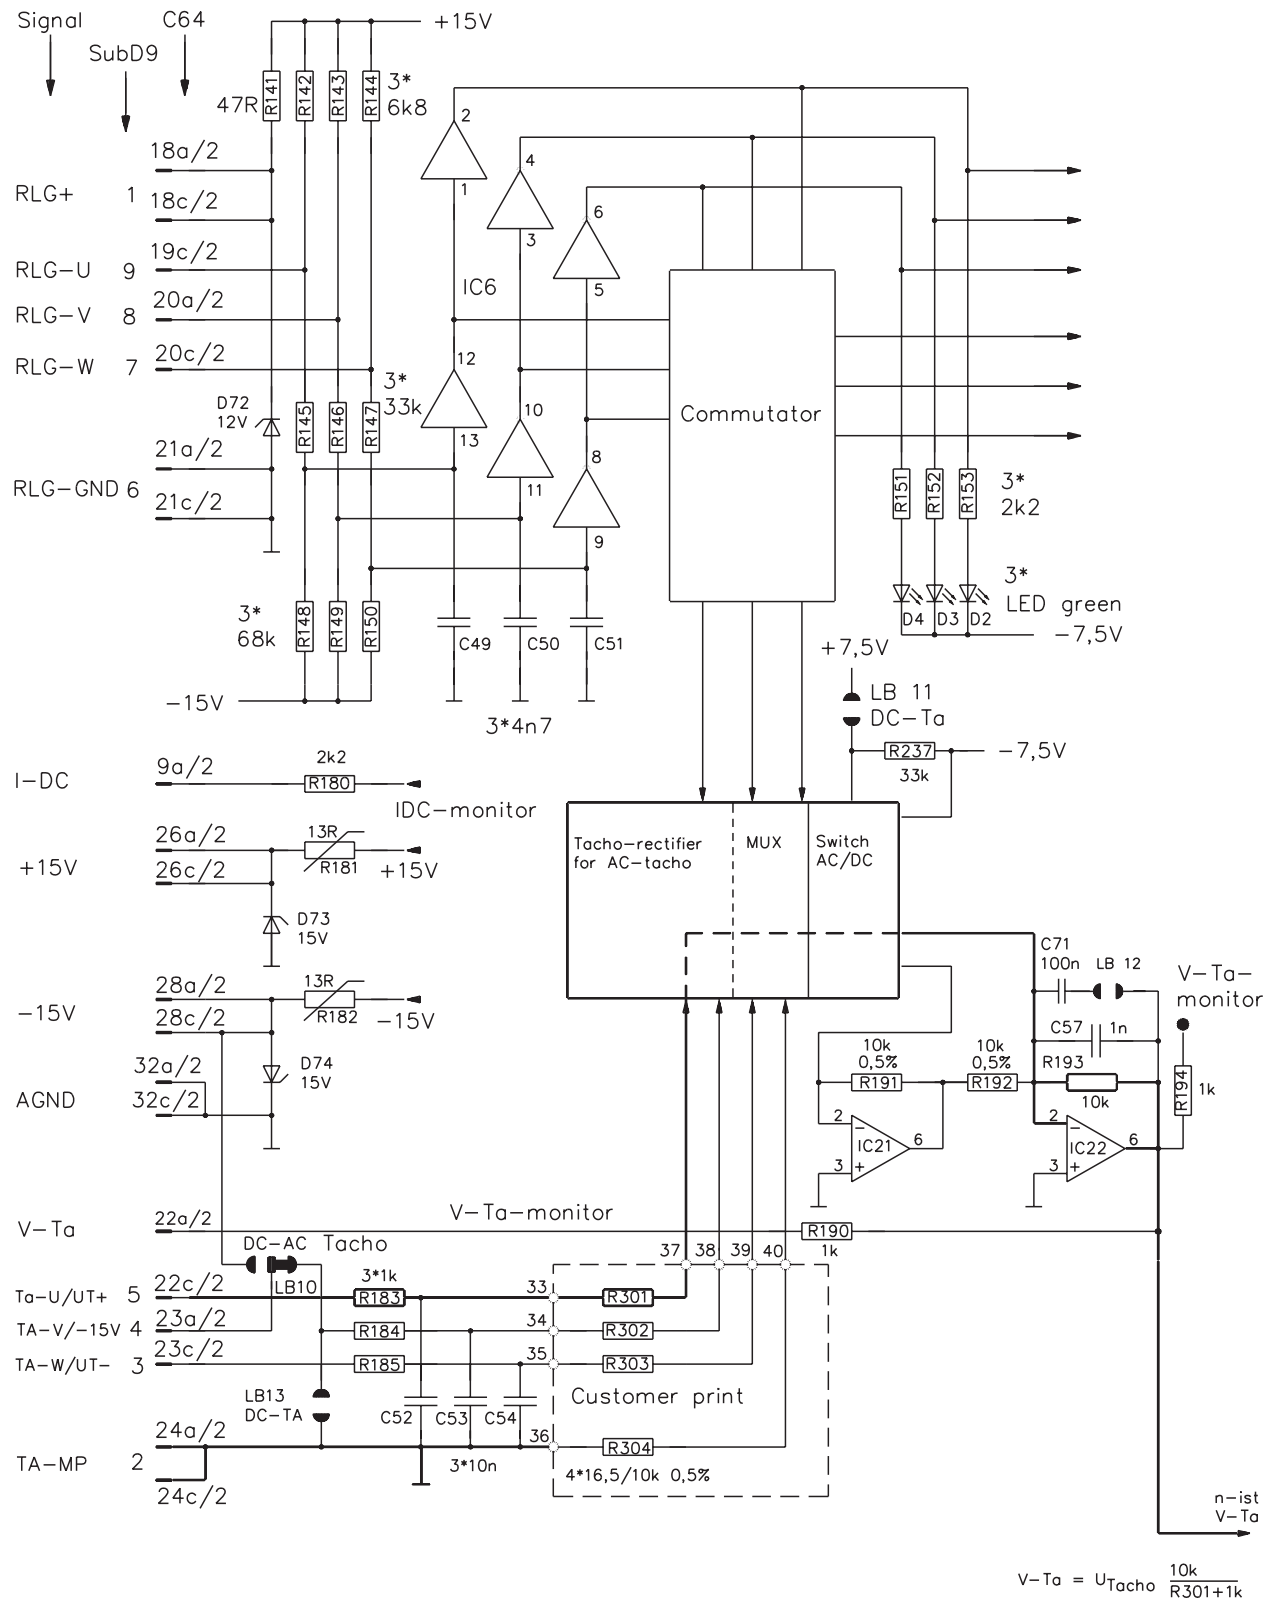 Signal
C64
+15V
SubD9
R141
R142
R143
R144
3*
6k8
47R
2
18a/2
4
1
RLG+
1
18c/2
6
3
19c/2
RLG-U
9
IC6
5
20a/2
RLG-V
8
20c/2
RLG-W
7
12
3*
33k
D72
12V
R145
R146
R147
10
Commutator
13
21a/2
8
RLG-GND
6
21c/2
11
R151
R152
R153
3*
2k2
9
3*
LED green
3*
68k
R148
R149
R150
C49
C50
C51
D4
D3
D2
-7,5V
+7,5V
-15V
3*4n7
LB 11
DC-Ta
2k2
R237
-7,5V
33k
I-DC
9a/2
R180
IDC-monitor
26a/2
13R
R181
+15V
+15V
26c/2
Tacho-rectifier
for AC-tacho
MUX
Switch
AC/DC
D73
15V
C71
100n
LB 12
V-Ta-
monitor
28a/2
13R
R182
-15V
-15V
28c/2
C57
1n
10k
0,5%
10k
0,5%
R193
D74
15V
32a/2
R191
R192
10k
R194
1k
AGND
32c/2
2
-
IC21
6
3
+
2
-
IC22
6
3
+
V-Ta
22a/2
V-Ta-monitor
R190
1k
DC-AC
Tacho
LB10
37
38
39
40
Ta-U/UT+
5
22c/2
3*1k
R183
33
R301
TA-V/-15V
4
23a/2
R184
34
R302
TA-W/UT-
3
23c/2
R185
35
R303
LB13
DC-TA
C52
C53
C54
Customer print
24a/2
36
R304
TA-MP
2
3*10n
4*16,5/10k 0,5%
24c/2
n-ist
V-Ta
V-Ta = UTacho 10k
R301+1k